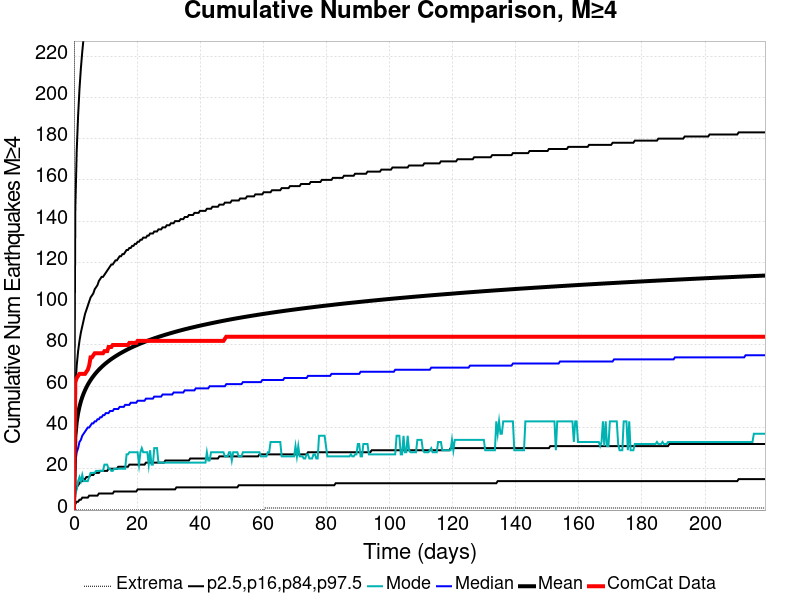 Cumulative Number Comparison, M≥4
Cumulative Num Earthquakes M≥4
220
200
180
160
140
120
100
80
60
40
20
0
0 20 40 60 80 100 120 140 160 180 200
Time (days)
Extrema p2.5,p16,p84,p97.5 Mode Median Mean ComCat Data